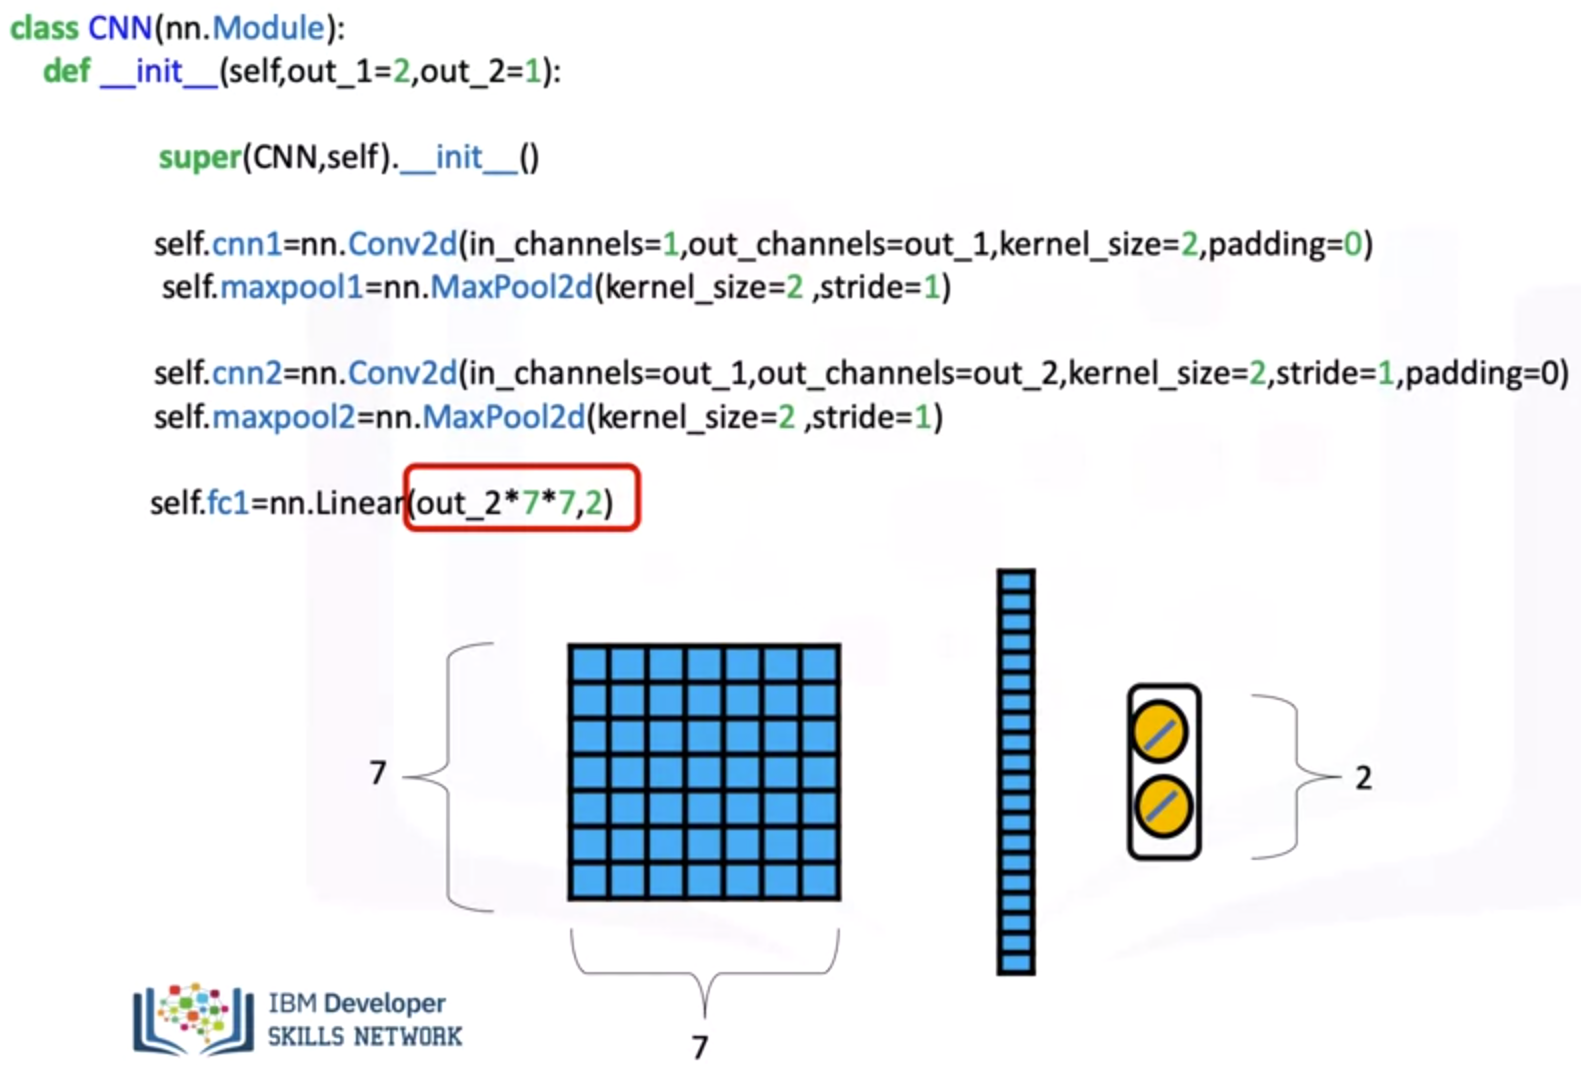 class CNN(nn.Module):
def __init__(self,out_1=2,out_2=1):
super(CNN,self).__init__()
self.cnn1=nn.Conv2d(in_channels=1,out_channels=out_1,kernel_size=2,padding=0)
self.maxpool1=nn.MaxPool2d(kernel_size=2 ,stride=1)
self.cnn2=nn.Conv2d(in_channels=out_1,out_channels=out_2,kernel_size=2,stride=1,padding=0)
self.maxpool2=nn.MaxPool2d(kernel_size=2 ,stride=1)
self.fc1=nn.Linear(out_2*7*7,2)
7
2
7
IBM Developer
SKILLS NETWORK